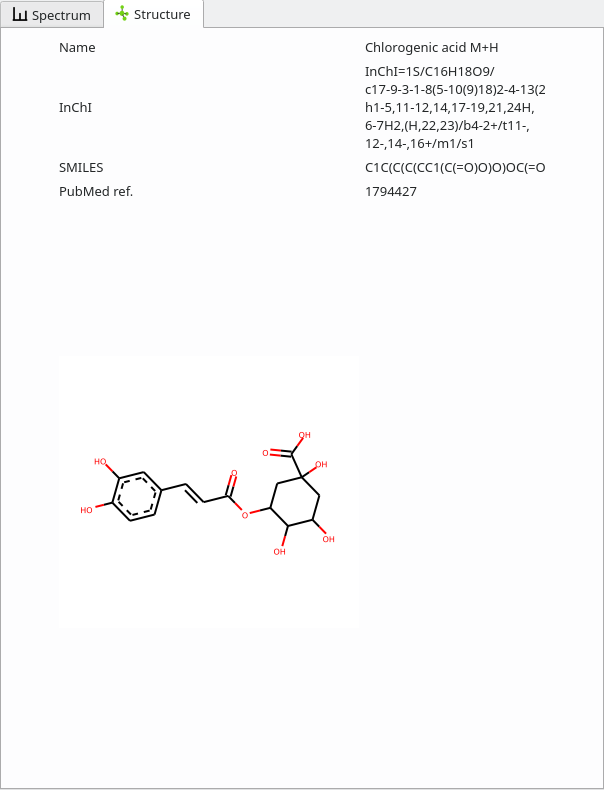 Spectrum
Structure
Name
Chlorogenic acid M+H
InChI
InChI=1S/C16H18O9/
c17-9-3-1-8(5-10(9)18)2-4-13(2
h1-5,11-12,14,17-19,21,24H,
6-7H2,(H,22,23)/b4-2+/t11-,
12-,14-,16+/m1/s1
SMILES
C1C(C(C(CC1(C(=O)O)O)OC(=O
PubMed ref.
1794427
OH
O
OH
HO
O
HO
O
OH
OH